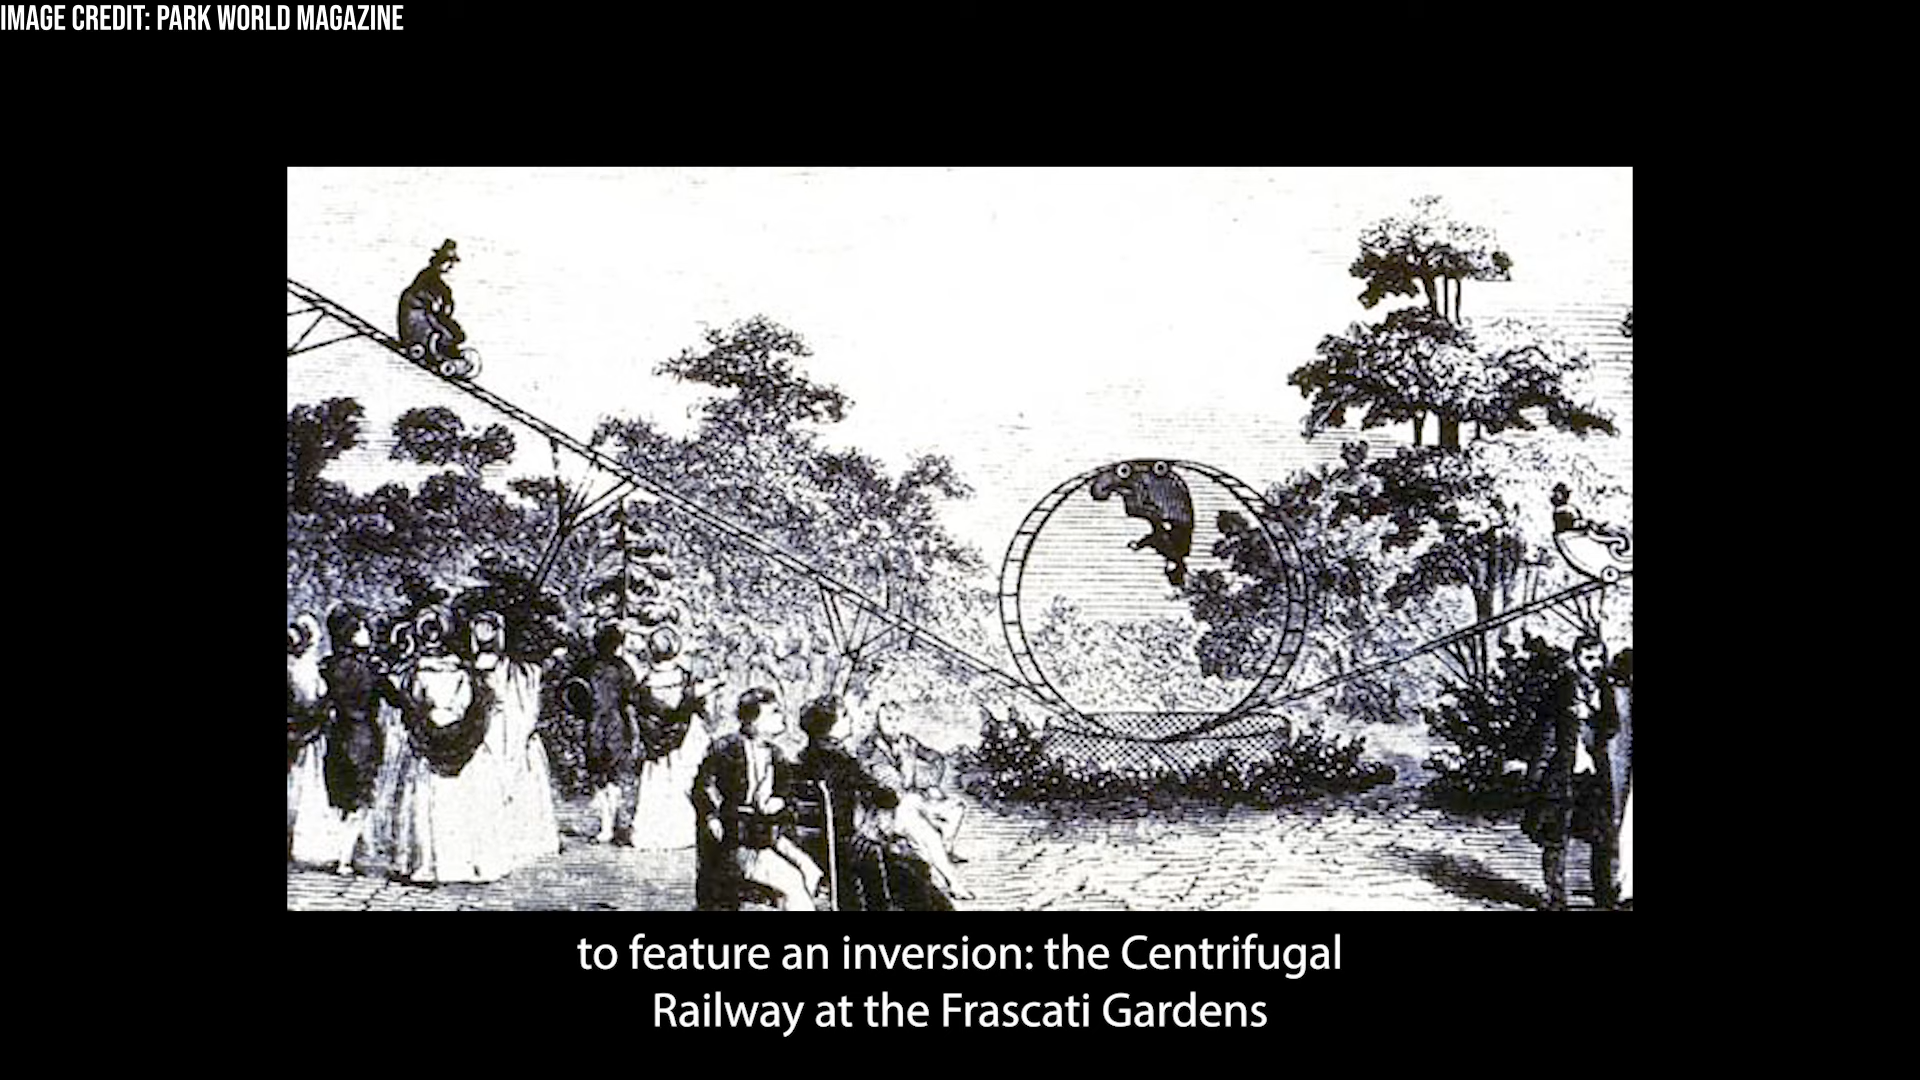 IMAGE CREDIT: PARK WORLD MAGAZINE
to feature an inversion: the Centrifugal
Railway at the Frascati Gardens